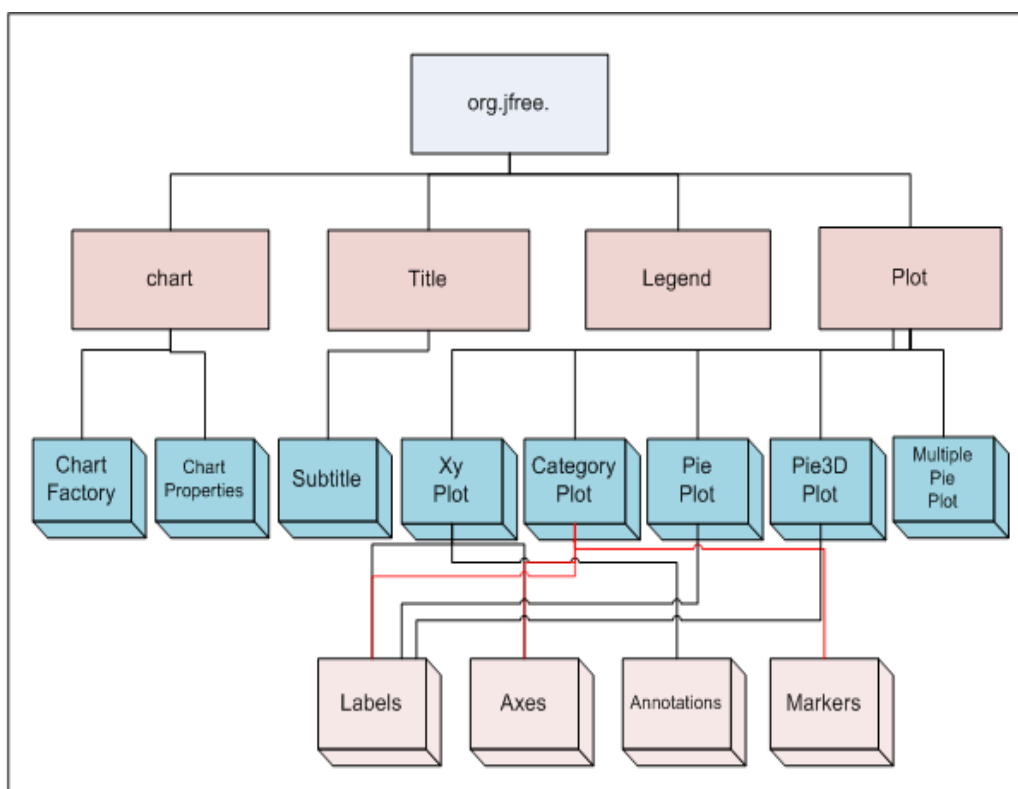 org.jfree.
chart
Title
Legend
Plot
Chart
Factory
Chart
Properties
Subtitle
Xy
Plot
Category
Plot
Pie
Plot
Pie3D
Plot
Multiple
Pie
Plot
Labels
Axes
Annotations
Markers